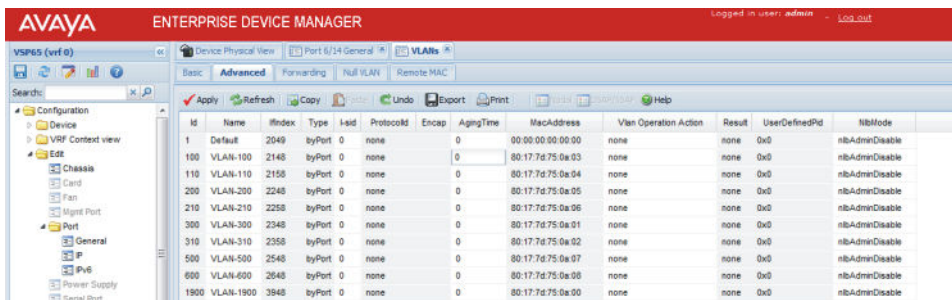 AVAYA ENTERPRISE DEVICE MANAGER Logged in user: admin - Log out
VSP65 (vrf 0)
Device Physical View Port 6/14 General VLANs
Basic Advanced Forwarding Null VLAN Remote MAC
Search:
Apply Refresh Copy Undo Export Print Help
Configuration
Device
VRF Context view
Edit
Chassis
Card
Fan
Mgmt Port
Port
General
IP
IPv6
Power Supply
Serial Port
Id Name IfIndex Type I-sid ProtocolId Encap AgingTime MacAddress Vlan Operation Action Result UserDefinedPid NlbMode
1 Default 2049 byPort 0 none 0 00:00:00:00:00:00 none none 0x0 nlbAdminDisable
100 VLAN-100 2148 byPort 0 none 0 80:17:7d:75:0a:03 none none 0x0 nlbAdminDisable
110 VLAN-110 2158 byPort 0 none 0 80:17:7d:75:0a:04 none none 0x0 nlbAdminDisable
200 VLAN-200 2248 byPort 0 none 0 80:17:7d:75:0a:05 none none 0x0 nlbAdminDisable
210 VLAN-210 2258 byPort 0 none 0 80:17:7d:75:0a:06 none none 0x0 nlbAdminDisable
300 VLAN-300 2348 byPort 0 none 0 80:17:7d:75:0a:01 none none 0x0 nlbAdminDisable
310 VLAN-310 2358 byPort 0 none 0 80:17:7d:75:0a:02 none none 0x0 nlbAdminDisable
500 VLAN-500 2548 byPort 0 none 0 80:17:7d:75:0a:07 none none 0x0 nlbAdminDisable
600 VLAN-600 2648 byPort 0 none 0 80:17:7d:75:0a:08 none none 0x0 nlbAdminDisable
1900 VLAN-1900 3948 byPort 0 none 0 80:17:7d:75:0a:00 none none 0x0 nlbAdminDisable